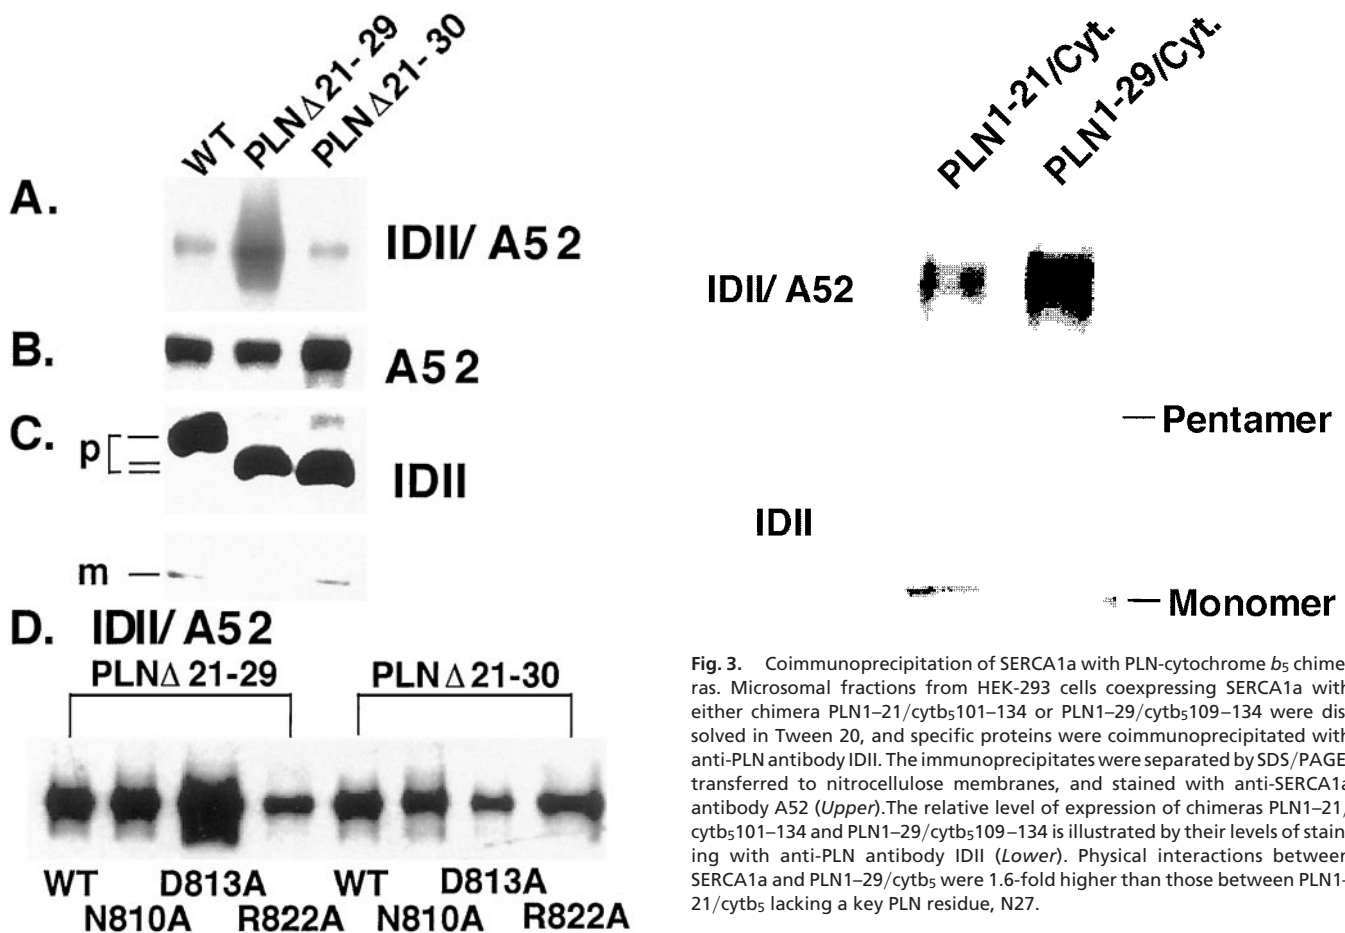 WT
PLNΔ21-29
PLNΔ21-30
A.
IDII/ A52
B.
A52
C.
p
IDII
m
D. IDII/ A52
PLNΔ 21-29
PLNΔ 21-30
WT
N810A
D813A
R822A
WT
N810A
D813A
R822A
PLN1-21/Cyt.
PLN1-29/Cyt.
IDII/ A52
Pentamer
IDII
Monomer
Fig. 3. Coimmunoprecipitation of SERCA1a with PLN-cytochrome b5 chime-
ras. Microsomal fractions from HEK-293 cells coexpressing SERCA1a with
either chimera PLN1–21/cytb5101–134 or PLN1–29/cytb5109–134 were dis-
solved in Tween 20, and specific proteins were coimmunoprecipitated with
anti-PLN antibody IDII. The immunoprecipitates were separated by SDS/PAGE
transferred to nitrocellulose membranes, and stained with anti-SERCA1a
antibody A52 (Upper).The relative level of expression of chimeras PLN1–21/
cytb5101–134 and PLN1–29/cytb5109–134 is illustrated by their levels of stain-
ing with anti-PLN antibody IDII (Lower). Physical interactions between
SERCA1a and PLN1–29/cytb5 were 1.6-fold higher than those between PLN1–
21/cytb5 lacking a key PLN residue, N27.